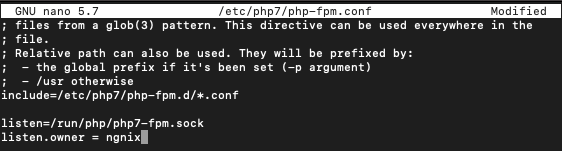 GNU nano 5.7 /etc/php7/php-fpm.conf Modified
; files from a glob(3) pattern. This directive can be used everywhere in the
; file.
; Relative path can also be used. They will be prefixed by:
;  - the global prefix if it's been set (-p argument)
;  - /usr otherwise
include=/etc/php7/php-fpm.d/*.conf
listen=/run/php/php7-fpm.sock
listen.owner = ngnix